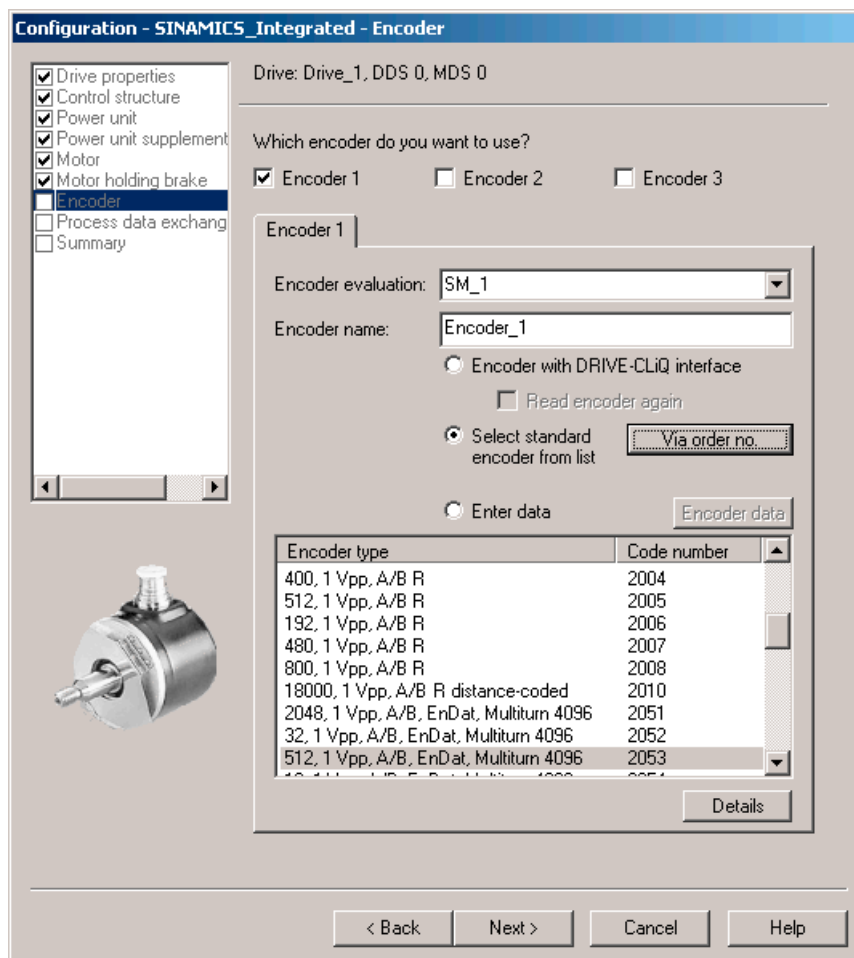 Configuration - SINAMICS_Integrated - Encoder
Drive properties
Control structure
Power unit
Power unit supplement
Motor
Motor holding brake
Encoder
Process data exchang
Summary
Drive: Drive_1, DDS 0, MDS 0
Which encoder do you want to use?
Encoder 1 Encoder 2 Encoder 3
Encoder 1
Encoder evaluation: SM_1
Encoder name: Encoder_1
Encoder with DRIVE-CLiQ interface
Read encoder again
Select standard
encoder from list
Via order no.
Enter data
Encoder data
Encoder type Code number
400, 1 Vpp, A/B R 2004
512, 1 Vpp, A/B R 2005
192, 1 Vpp, A/B R 2006
480, 1 Vpp, A/B R 2007
800, 1 Vpp, A/B R 2008
18000, 1 Vpp, A/B R distance-coded 2010
2048, 1 Vpp, A/B, EnDat, Multiturn 4096 2051
32, 1 Vpp, A/B, EnDat, Multiturn 4096 2052
512, 1 Vpp, A/B, EnDat, Multiturn 4096 2053
Details
< Back Next > Cancel Help